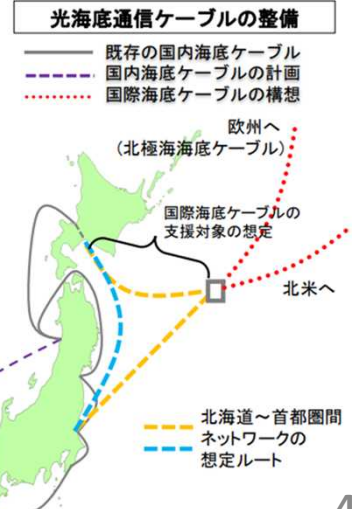 光海底通信ケーブルの整備
既存の国内海底ケーブル
国内海底ケーブルの計画
国際海底ケーブルの構想
欧州へ
（北極海海底ケーブル）
国際海底ケーブルの
支援対象の想定
北米へ
北海道～首都圏間
ネットワークの
想定ルート
4